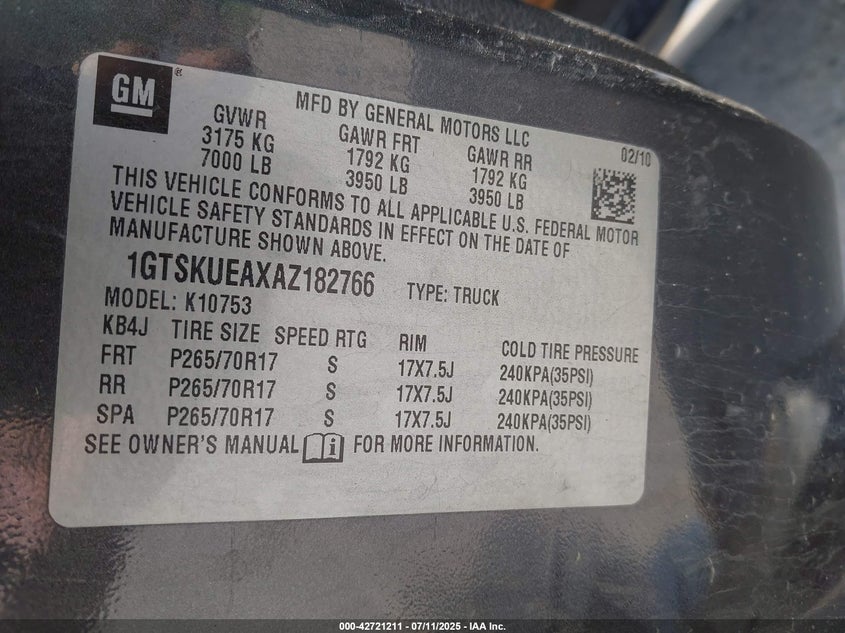 GM®
MFD BY GENERAL MOTORS LLC
02/10
GVWR GAWR FRT GAWR RR
3175 KG 1792 KG 1792 KG
7000 LB 3950 LB 3950 LB
THIS VEHICLE CONFORMS TO ALL APPLICABLE U.S. FEDERAL MOTOR
VEHICLE SAFETY STANDARDS IN EFFECT ON THE DATE OF
MANUFACTURE SHOWN ABOVE.
1GTSKUEAXAZ182766 TYPE: TRUCK
MODEL: K10753
KB4J TIRE SIZE SPEED RTG RIM COLD TIRE PRESSURE
FRT P265/70R17 S 17X7.5J 240KPA(35PSI)
RR P265/70R17 S 17X7.5J 240KPA(35PSI)
SPA P265/70R17 S 17X7.5J 240KPA(35PSI)
SEE OWNER'S MANUAL i FOR MORE INFORMATION.
000-42721211 - 07/11/2025 - IAA Inc.